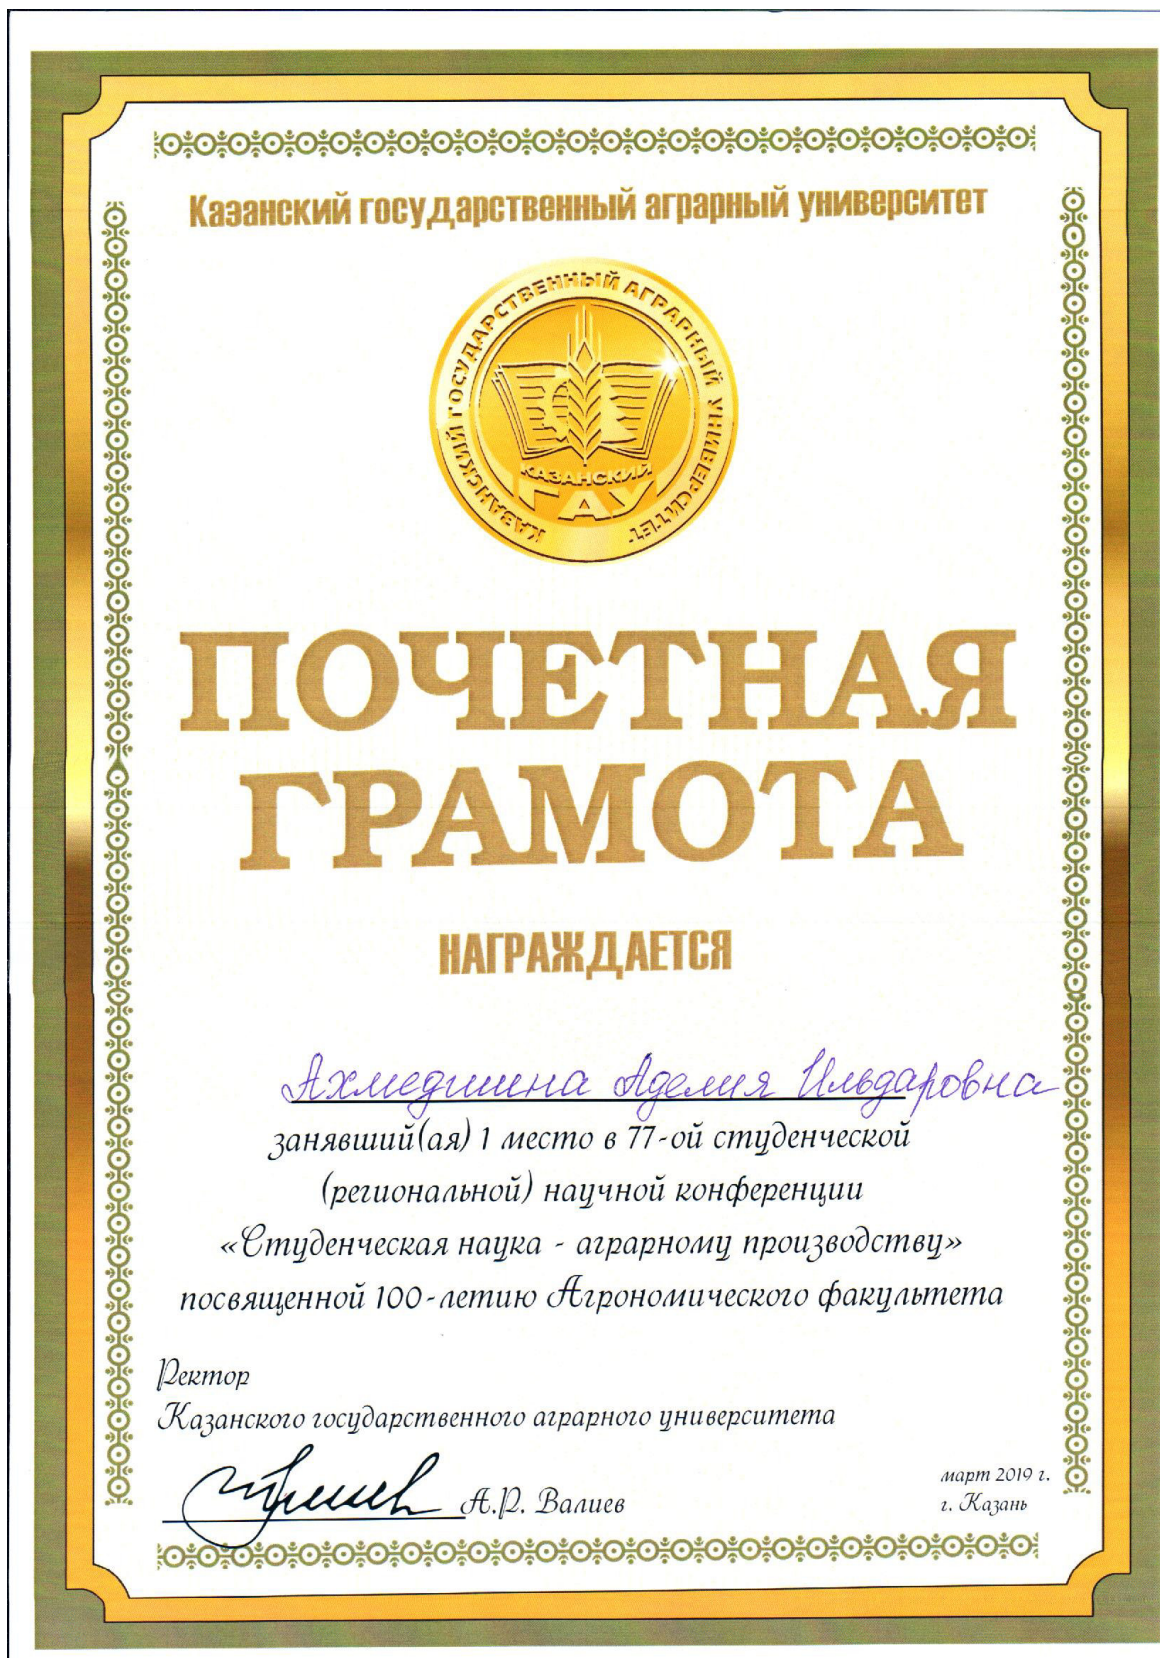 Казанский государственный аграрный университет
КАЗАНСКИЙ ГОСУДАРСТВЕННЫЙ АГРАРНЫЙ УНИВЕРСИТЕТ
КАЗАНСКИЙ
ГАУ
ПОЧЕТНАЯ
ГРАМОТА
НАГРАЖДАЕТСЯ
Ахмедшина Аделия Ильдаровна
занявший(ая) 1 место в 77-ой студенческой
(региональной) научной конференции
«Студенческая наука - аграрному производству»
посвященной 100-летию Агрономического факультета
Ректор
Казанского государственного аграрного университета
А.Р. Валиев
март 2019 г.
г. Казань